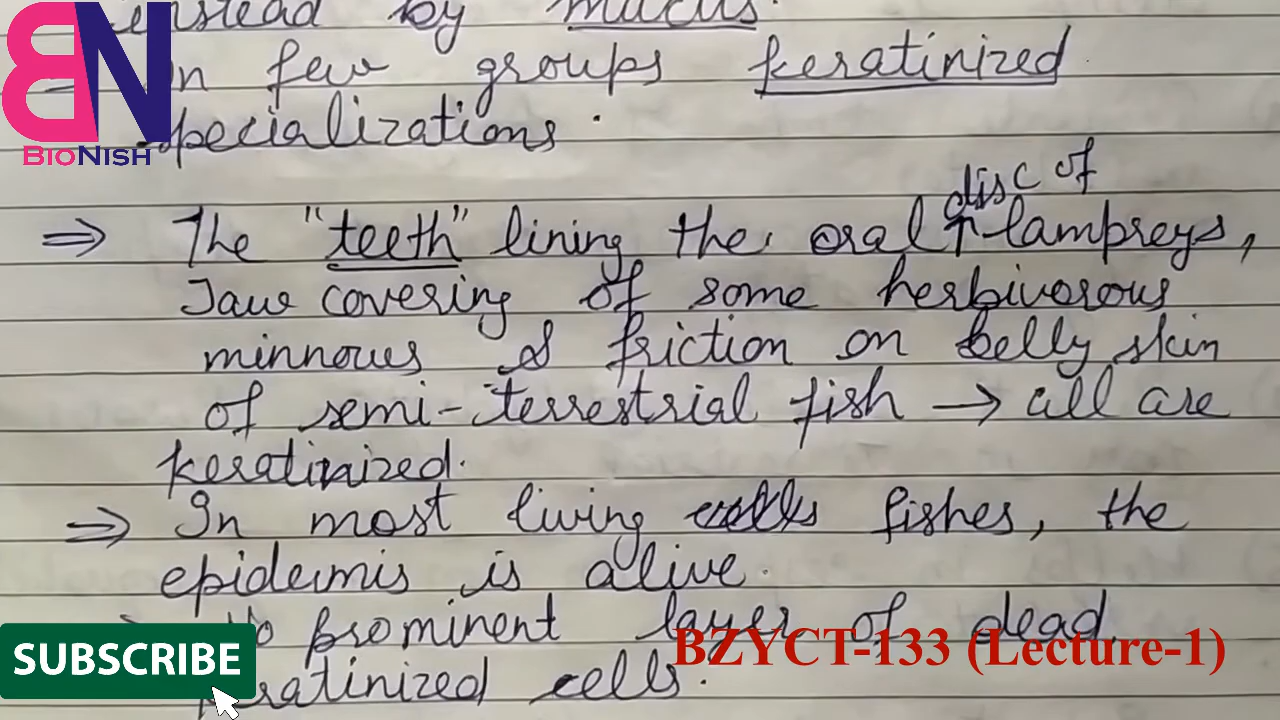 instead by mucus.
In few groups keratinized
specializations.
BN
BIONISH
disc of
⇒ The "teeth" lining the oral ↑ lampreys,
Jaw covering of some herbivorous
minnows & friction on belly skin
of semi-terrestrial fish → all are
keratinized.
⇒ In most living fishes, the
epidermis is alive.
No prominent layer of dead
keratinized cells.
SUBSCRIBE
BZYCT-133 (Lecture-1)